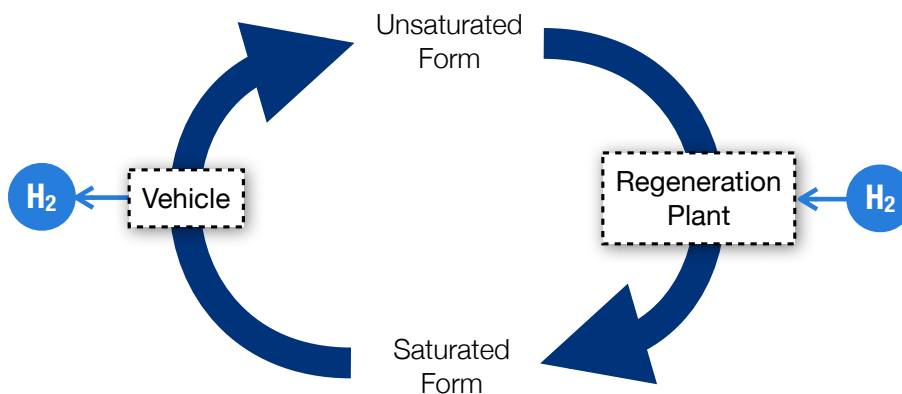 Unsaturated
Form
H₂
Vehicle
Regeneration
Plant
H₂
Saturated
Form